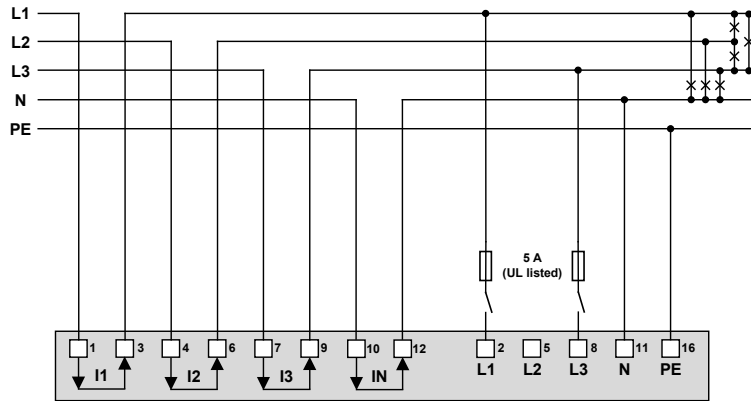 L1
L2
L3
N
PE
5 A
(UL listed)
1 3 4 6 7 9 10 12 2 5 8 11 16
I1 I2 I3 IN L1 L2 L3 N PE